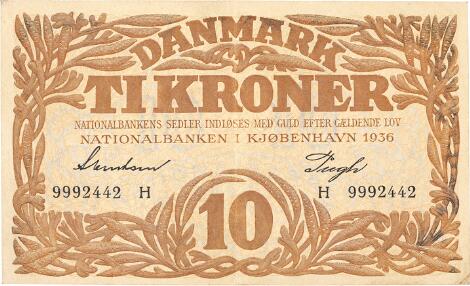 DANMARK
TI KRONER
NATIONALBANKENS SEDLER INDLØSES MED GULD EFTER GÆLDENDE LOV
NATIONALBANKEN I KJØBENHAVN 1936
9992442 H H 9992442
10